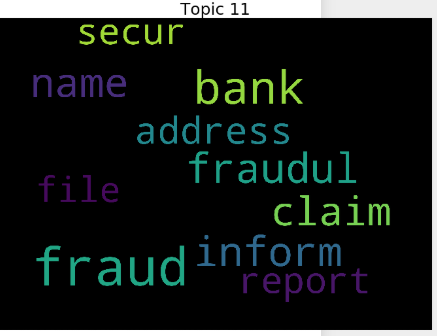 Topic 11
secur
name bank
address
fraudul
file
claim
fraud inform
report